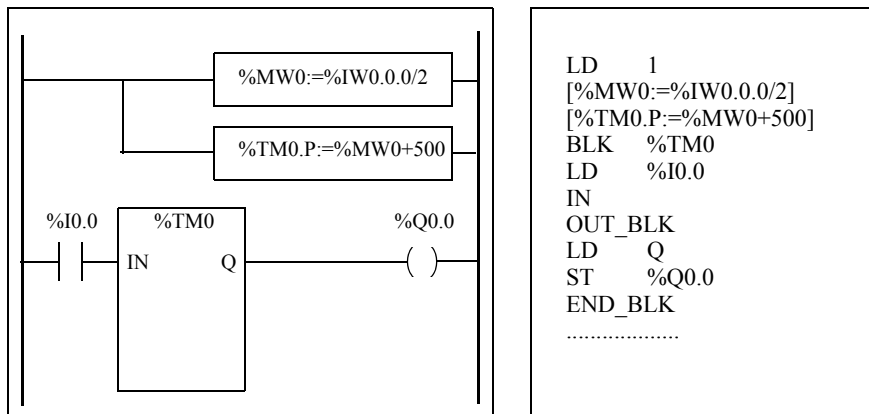 %MW0:=%IW0.0.0/2
%TM0.P:=%MW0+500
%I0.0 %TM0 %Q0.0
IN Q
LD 1
[%MW0:=%IW0.0.0/2]
[%TM0.P:=%MW0+500]
BLK %TM0
LD %I0.0
IN
OUT_BLK
LD Q
ST %Q0.0
END_BLK
...................